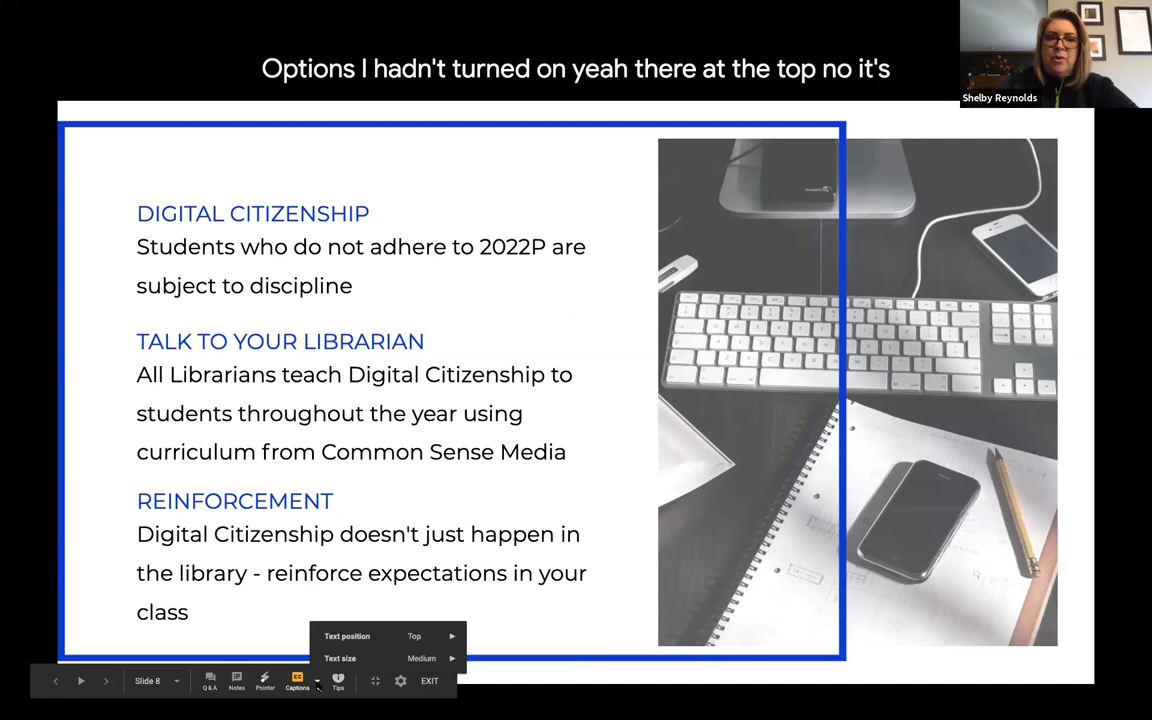 Options I hadn't turned on yeah there at the top no it's
Shelby Reynolds
DIGITAL CITIZENSHIP
Students who do not adhere to 2022P are
subject to discipline
TALK TO YOUR LIBRARIAN
All Librarians teach Digital Citizenship to
students throughout the year using
curriculum from Common Sense Media
REINFORCEMENT
Digital Citizenship doesn't just happen in
the library - reinforce expectations in your
class
Text position Top
Text size Medium
Slide 8
Q & A Notes Pointer Captions Tips EXIT